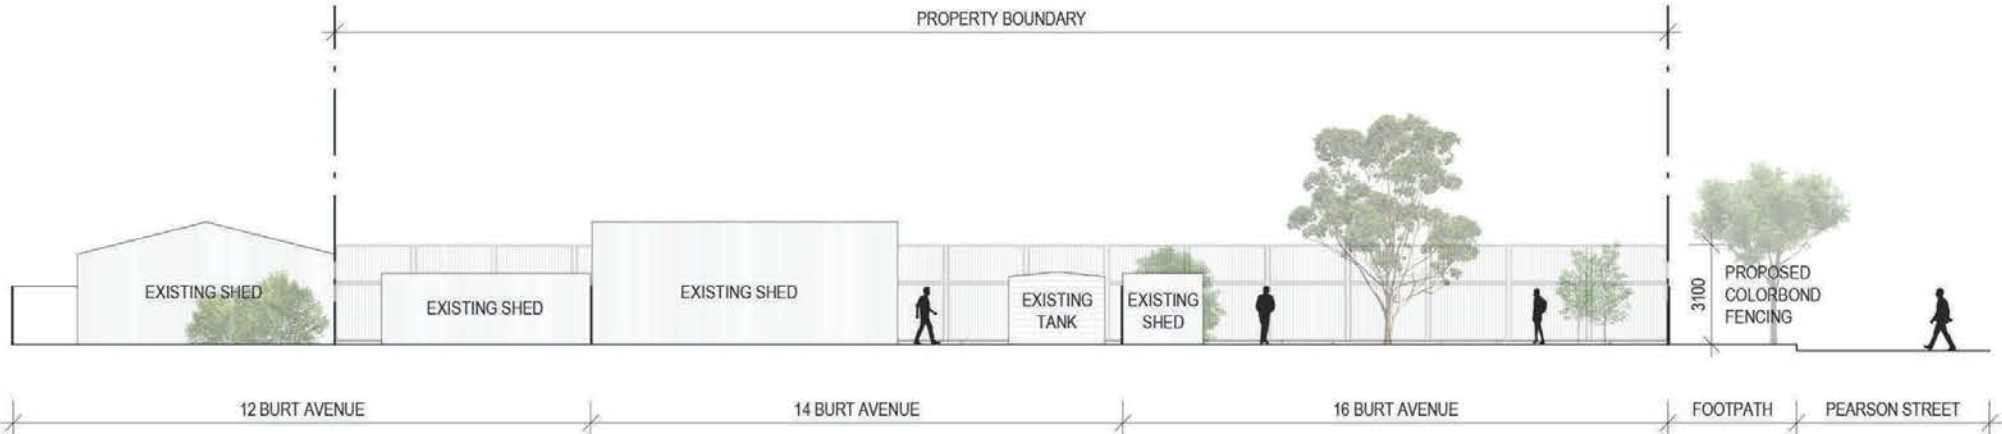 PROPERTY BOUNDARY
EXISTING SHED
EXISTING SHED
EXISTING SHED
EXISTING
TANK
EXISTING
SHED
3100
PROPOSED
COLORBOND
FENCING
12 BURT AVENUE
14 BURT AVENUE
16 BURT AVENUE
FOOTPATH
PEARSON STREET